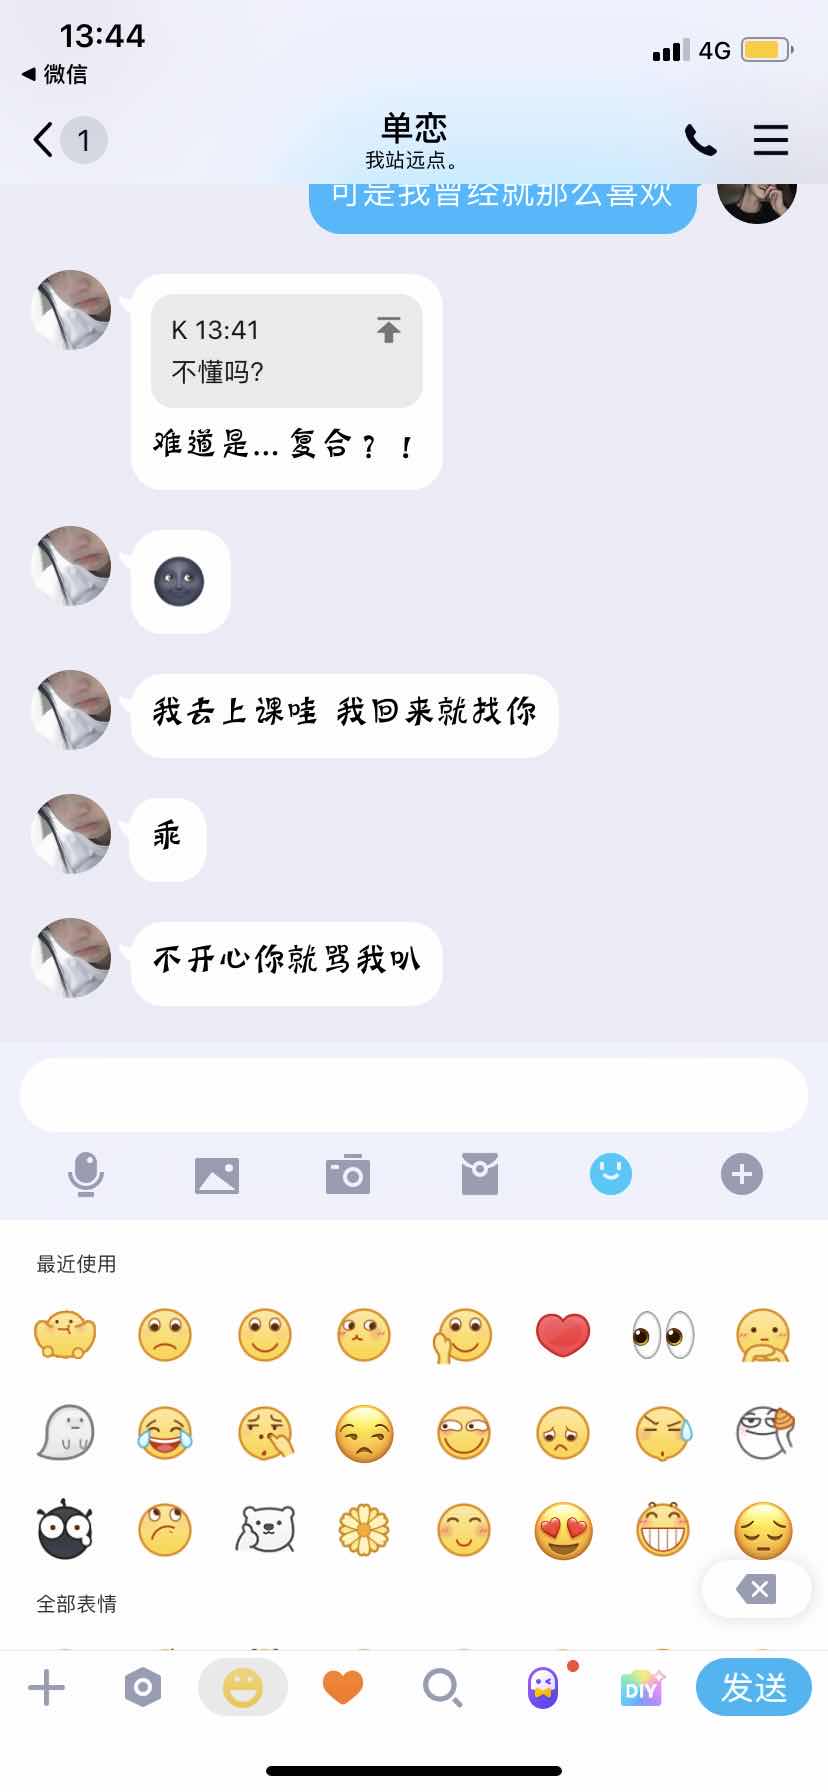 13:44
4G
微信
1
单恋
我站远点。
可是我曾经就那么喜欢
K 13:41
不懂吗?
难道是...复合？！
我去上课哇 我回来就找你
乖
不开心你就骂我叭
最近使用
全部表情
DIY
发送